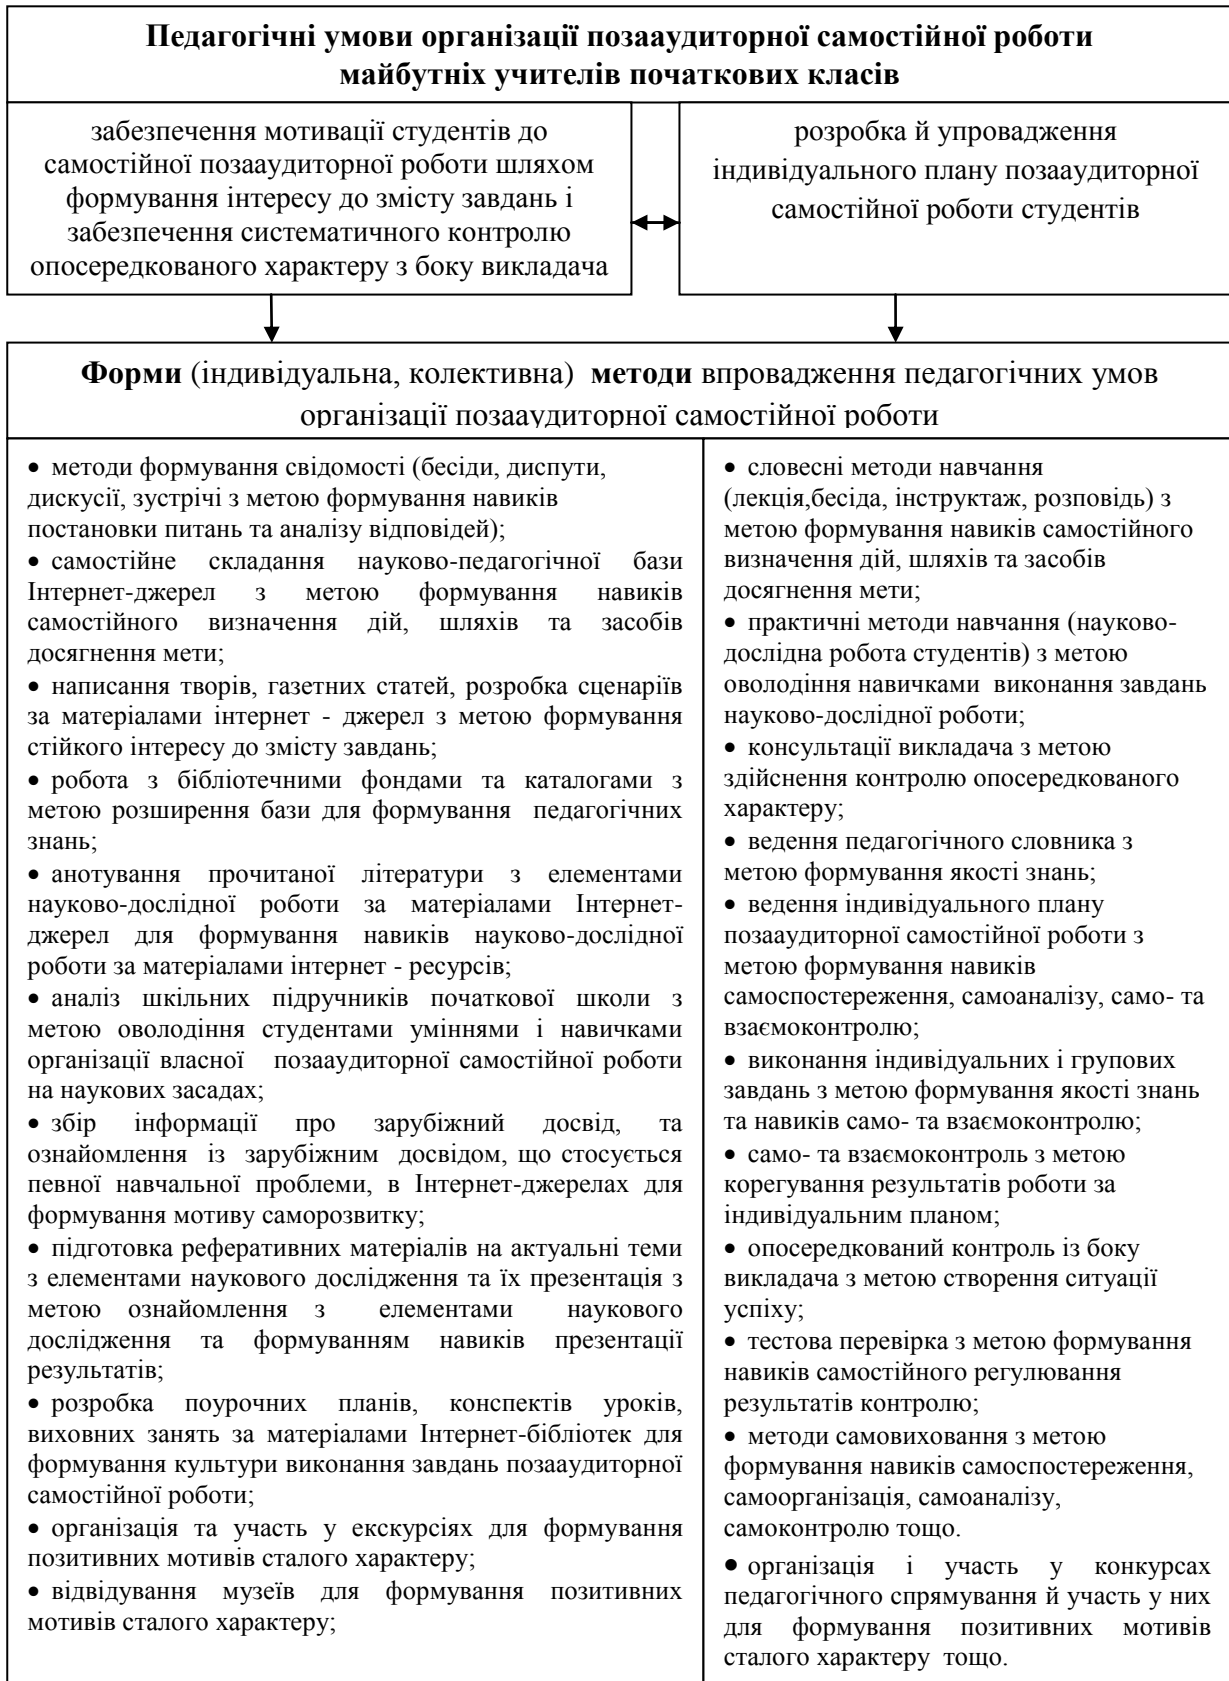 Педагогічні умови організації позааудиторної самостійної роботи
майбутніх учителів початкових класів
забезпечення мотивації студентів до
самостійної позааудиторної роботи шляхом
формування інтересу до змісту завдань і
забезпечення систематичного контролю
опосередкованого характеру з боку викладача
розробка й упровадження
індивідуального плану позааудиторної
самостійної роботи студентів
Форми (індивідуальна, колективна) методи впровадження педагогічних умов
організації позааудиторної самостійної роботи
• методи формування свідомості (бесіди, диспути,
дискусії, зустрічі з метою формування навиків
постановки питань та аналізу відповідей);
• самостійне складання науково-педагогічної бази
Інтернет-джерел з метою формування навиків
самостійного визначення дій, шляхів та засобів
досягнення мети;
• написання творів, газетних статей, розробка сценаріїв
за матеріалами інтернет - джерел з метою формування
стійкого інтересу до змісту завдань;
• робота з бібліотечними фондами та каталогами з
метою розширення бази для формування педагогічних
знань;
• анотування прочитаної літератури з елементами
науково-дослідної роботи за матеріалами Інтернет-
джерел для формування навиків науково-дослідної
роботи за матеріалами інтернет - ресурсів;
• аналіз шкільних підручників початкової школи з
метою оволодіння студентами уміннями і навичками
організації власної позааудиторної самостійної роботи
на наукових засадах;
• збір інформації про зарубіжний досвід, та
ознайомлення із зарубіжним досвідом, що стосується
певної навчальної проблеми, в Інтернет-джерелах для
формування мотиву саморозвитку;
• підготовка реферативних матеріалів на актуальні теми
з елементами наукового дослідження та їх презентація з
метою ознайомлення з елементами наукового
дослідження та формуванням навиків презентації
результатів;
• розробка поурочних планів, конспектів уроків,
виховних занять за матеріалами Інтернет-бібліотек для
формування культури виконання завдань позааудиторної
самостійної роботи;
• організація та участь у екскурсіях для формування
позитивних мотивів сталого характеру;
• відвідування музеїв для формування позитивних
мотивів сталого характеру;
• словесні методи навчання
(лекція,бесіда, інструктаж, розповідь) з
метою формування навиків самостійного
визначення дій, шляхів та засобів
досягнення мети;
• практичні методи навчання (науково-
дослідна робота студентів) з метою
оволодіння навичками виконання завдань
науково-дослідної роботи;
• консультації викладача з метою
здійснення контролю опосередкованого
характеру;
• ведення педагогічного словника з
метою формування якості знань;
• ведення індивідуального плану
позааудиторної самостійної роботи з
метою формування навиків
самоспостереження, самоаналізу, само- та
взаємоконтролю;
• виконання індивідуальних і групових
завдань з метою формування якості знань
та навиків само- та взаємоконтролю;
• само- та взаємоконтроль з метою
корегування результатів роботи за
індивідуальним планом;
• опосередкований контроль із боку
викладача з метою створення ситуації
успіху;
• тестова перевірка з метою формування
навиків самостійного регулювання
результатів контролю;
• методи самовиховання з метою
формування навиків самоспостереження,
самоорганізація, самоаналізу,
самоконтролю тощо.
• організація і участь у конкурсах
педагогічного спрямування й участь у них
для формування позитивних мотивів
сталого характеру тощо.